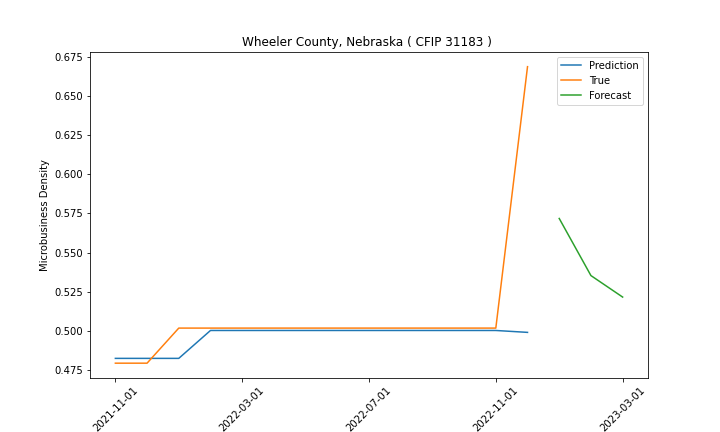 Wheeler County, Nebraska ( CFIP 31183 )
Prediction
True
Forecast
Microbusiness Density
0.675
0.650
0.625
0.600
0.575
0.550
0.525
0.500
0.475
2021-11-01
2022-03-01
2022-07-01
2022-11-01
2023-03-01